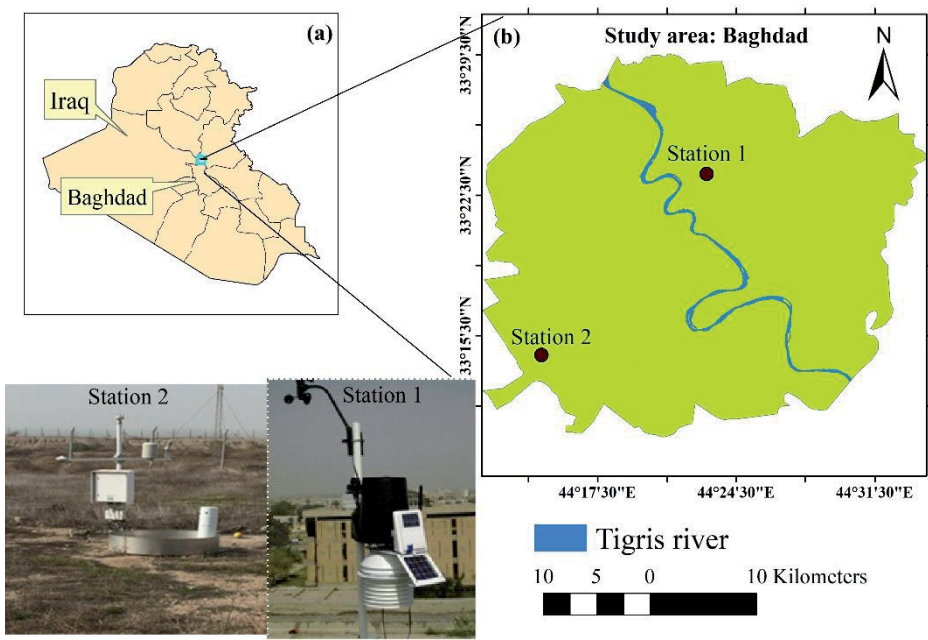 (a)
Iraq
Baghdad
(b)
Study area: Baghdad
N
33°29'30"N
33°22'30"N
33°15'30"N
Station 1
Station 2
44°17'30"E
44°24'30"E
44°31'30"E
Station 2
Station 1
Tigris river
10 5 0 10 Kilometers